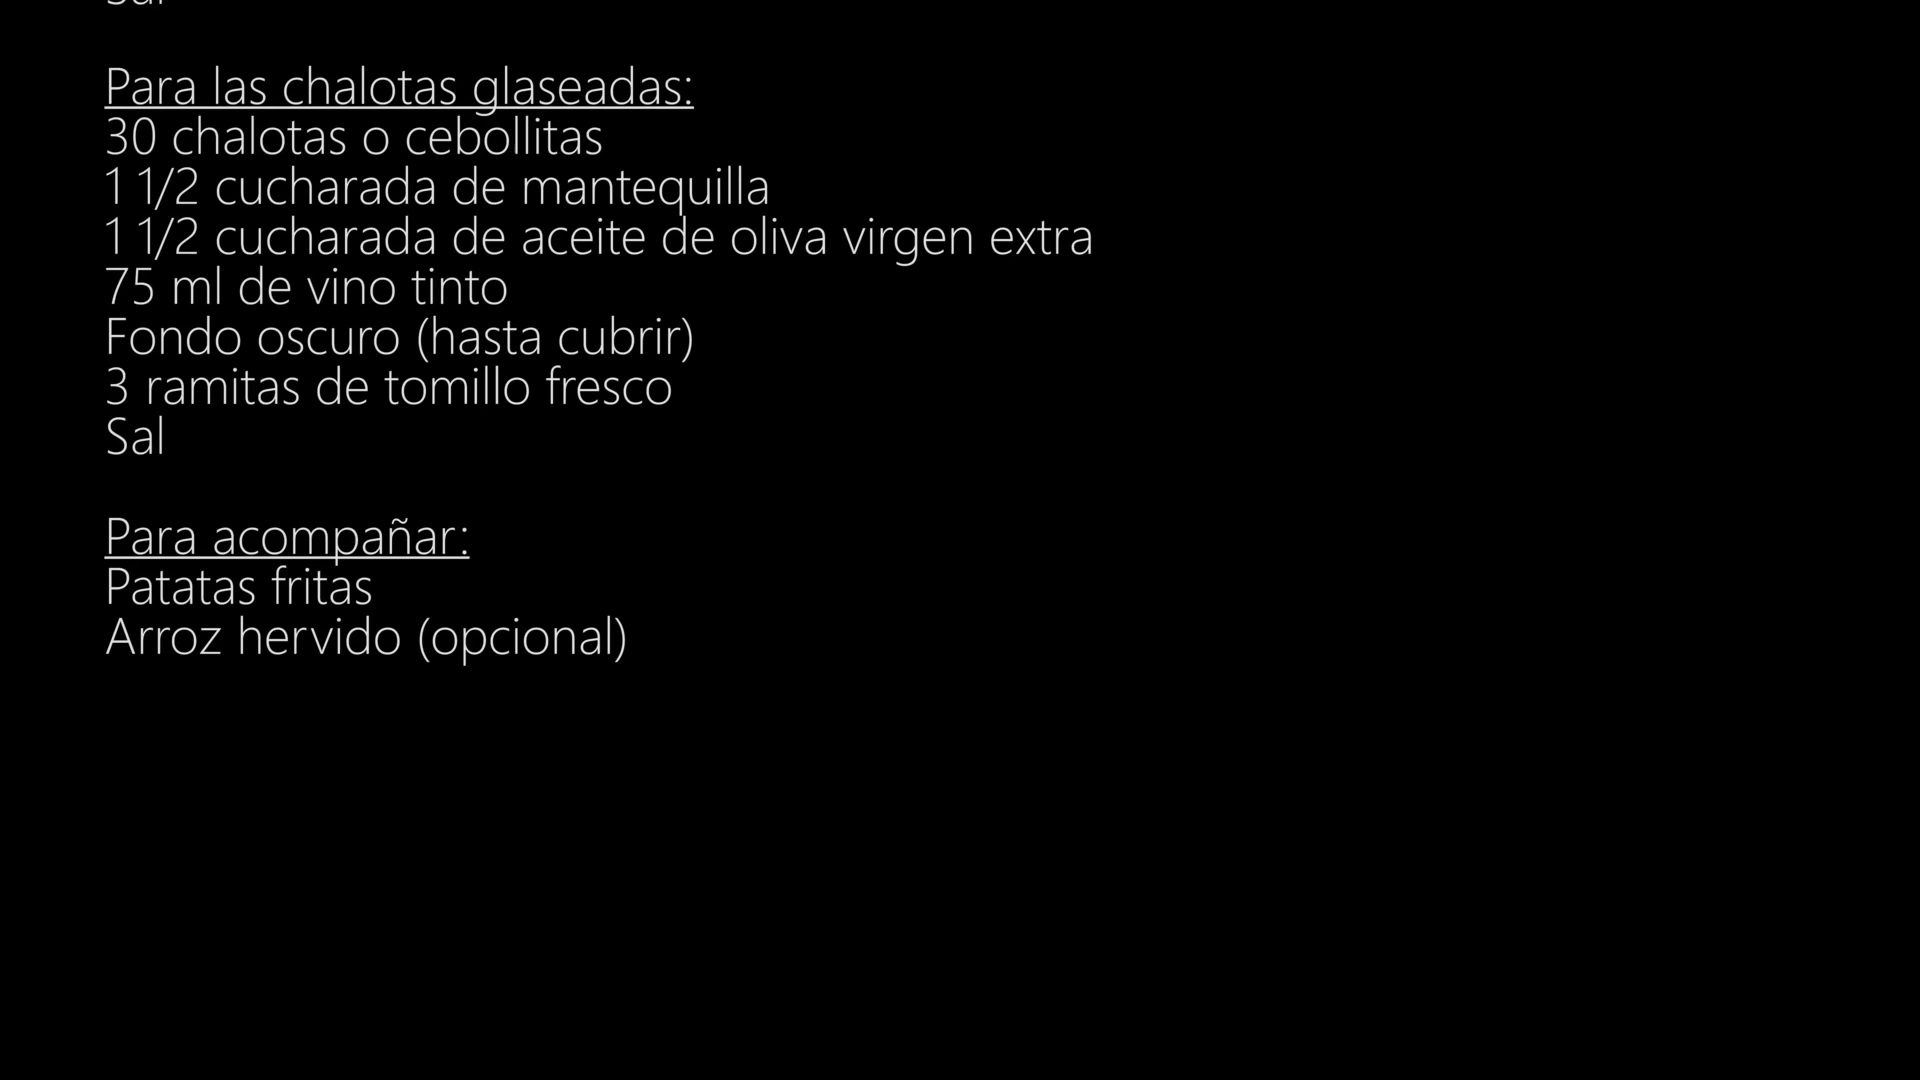 Para las chalotas glaseadas:
30 chalotas o cebollitas
1 1/2 cucharada de mantequilla
1 1/2 cucharada de aceite de oliva virgen extra
75 ml de vino tinto
Fondo oscuro (hasta cubrir)
3 ramitas de tomillo fresco
Sal
Para acompañar:
Patatas fritas
Arroz hervido (opcional)